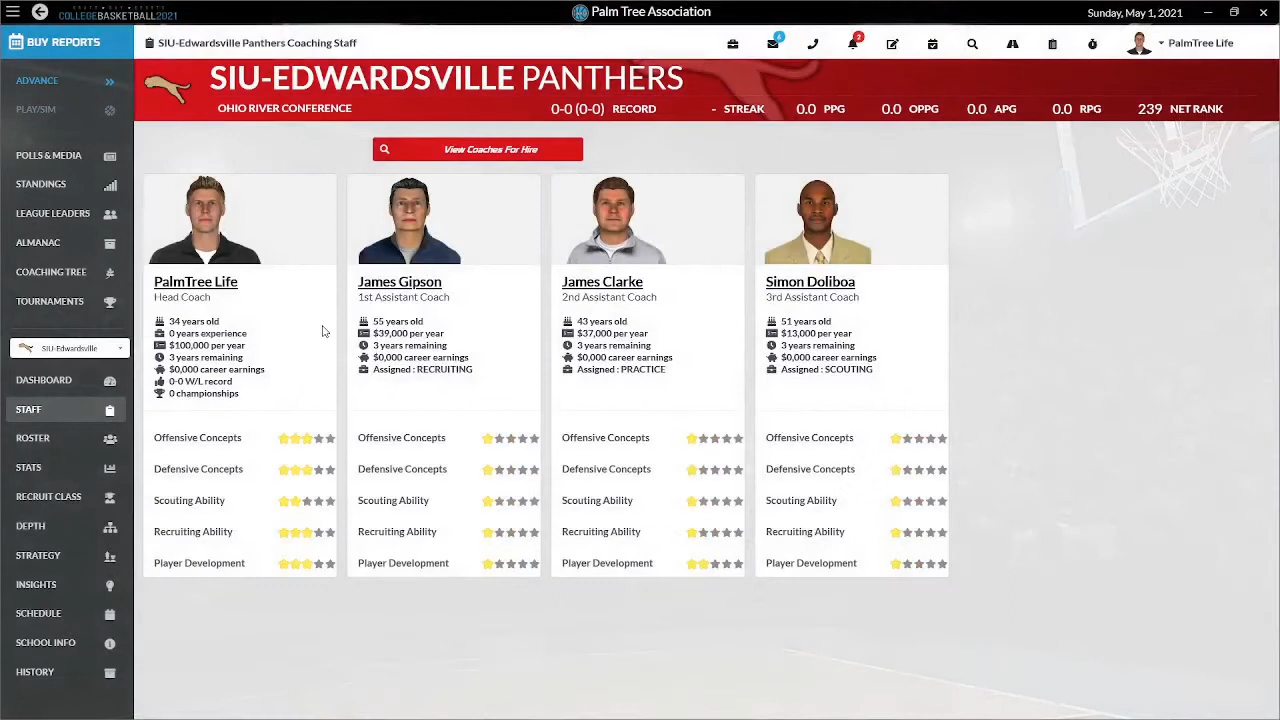 DRAFT DAY SPORTS
COLLEGE BASKETBALL 2021
Palm Tree Association
Sunday, May 1, 2021
BUY REPORTS
SIU-Edwardsville Panthers Coaching Staff
2
PalmTree Life
SIU-EDWARDSVILLE PANTHERS
OHIO RIVER CONFERENCE
0-0 (0-0) RECORD
- STREAK
0.0 PPG
0.0 OPPG
0.0 APG
0.0 RPG
239 NET RANK
ADVANCE
PLAY/SIM
POLLS & MEDIA
STANDINGS
LEAGUE LEADERS
ALMANAC
COACHING TREE
TOURNAMENTS
SIU-Edwardsville
DASHBOARD
STAFF
ROSTER
STATS
RECRUIT CLASS
DEPTH
STRATEGY
INSIGHTS
SCHEDULE
SCHOOL INFO
HISTORY
View Coaches For Hire
PalmTree Life
Head Coach
34 years old
0 years experience
$100,000 per year
3 years remaining
$0,000 career earnings
0-0 W/L record
0 championships
Offensive Concepts
Defensive Concepts
Scouting Ability
Recruiting Ability
Player Development
James Gipson
1st Assistant Coach
55 years old
$39,000 per year
3 years remaining
$0,000 career earnings
Assigned : RECRUITING
Offensive Concepts
Defensive Concepts
Scouting Ability
Recruiting Ability
Player Development
James Clarke
2nd Assistant Coach
43 years old
$37,000 per year
3 years remaining
$0,000 career earnings
Assigned : PRACTICE
Offensive Concepts
Defensive Concepts
Scouting Ability
Recruiting Ability
Player Development
Simon Doliboa
3rd Assistant Coach
51 years old
$13,000 per year
3 years remaining
$0,000 career earnings
Assigned : SCOUTING
Offensive Concepts
Defensive Concepts
Scouting Ability
Recruiting Ability
Player Development